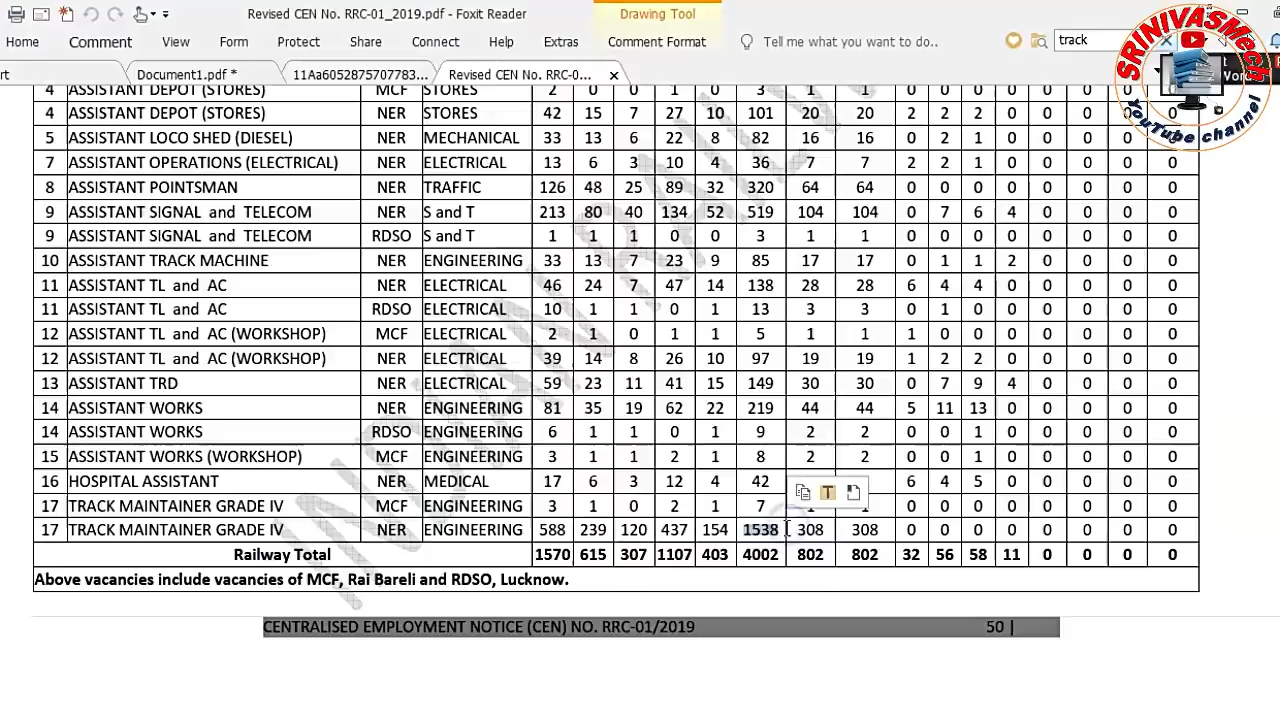 Revised CEN No. RRC-01_2019.pdf - Foxit Reader
Drawing Tool
Home Comment View Form Protect Share Connect Help Extras Comment Format Tell me what you want to do.. track
rt Document1.pdf * 11Aa6052875707783... Revised CEN No. RRC-0... ×
SRINIVASMech
YouTube channel
4 ASSISTANT DEPOT (STORES) MCF STORES 2 0 0 1 0 3 1 1 0 0 0 0 0 0 0
4 ASSISTANT DEPOT (STORES) NER STORES 42 15 7 27 10 101 20 20 2 2 2 0 0 0 0
5 ASSISTANT LOCO SHED (DIESEL) NER MECHANICAL 33 13 6 22 8 82 16 16 0 2 1 0 0 0 0
7 ASSISTANT OPERATIONS (ELECTRICAL) NER ELECTRICAL 13 6 3 10 4 36 7 7 2 2 1 0 0 0 0
8 ASSISTANT POINTSMAN NER TRAFFIC 126 48 25 89 32 320 64 64 0 0 0 0 0 0 0
9 ASSISTANT SIGNAL and TELECOM NER S and T 213 80 40 134 52 519 104 104 0 7 6 4 0 0 0
9 ASSISTANT SIGNAL and TELECOM RDSO S and T 1 1 1 0 0 3 1 1 0 0 0 0 0 0 0
10 ASSISTANT TRACK MACHINE NER ENGINEERING 33 13 7 23 9 85 17 17 0 1 1 2 0 0 0
11 ASSISTANT TL and AC NER ELECTRICAL 46 24 7 47 14 138 28 28 6 4 4 0 0 0 0
11 ASSISTANT TL and AC RDSO ELECTRICAL 10 1 1 0 1 13 3 3 0 1 0 0 0 0 0
12 ASSISTANT TL and AC (WORKSHOP) MCF ELECTRICAL 2 1 0 1 1 5 1 1 1 0 0 0 0 0 0
12 ASSISTANT TL and AC (WORKSHOP) NER ELECTRICAL 39 14 8 26 10 97 19 19 1 2 2 0 0 0 0
13 ASSISTANT TRD NER ELECTRICAL 59 23 11 41 15 149 30 30 0 7 9 4 0 0 0
14 ASSISTANT WORKS NER ENGINEERING 81 35 19 62 22 219 44 44 5 11 13 0 0 0 0
14 ASSISTANT WORKS RDSO ENGINEERING 6 1 1 0 1 9 2 2 0 0 1 0 0 0 0
15 ASSISTANT WORKS (WORKSHOP) MCF ENGINEERING 3 1 1 2 1 8 2 2 0 0 1 0 0 0 0
16 HOSPITAL ASSISTANT NER MEDICAL 17 6 3 12 4 42 6 4 5 0 0 0 0
17 TRACK MAINTAINER GRADE IV MCF ENGINEERING 3 1 0 2 1 7 0 0 0 0 0 0 0
17 TRACK MAINTAINER GRADE IV NER ENGINEERING 588 239 120 437 154 1538 308 308 0 0 0 0 0 0 0
Railway Total 1570 615 307 1107 403 4002 802 802 32 56 58 11 0 0 0
Above vacancies include vacancies of MCF, Rai Bareli and RDSO, Lucknow.
CENTRALISED EMPLOYMENT NOTICE (CEN) NO. RRC-01/2019 50 |